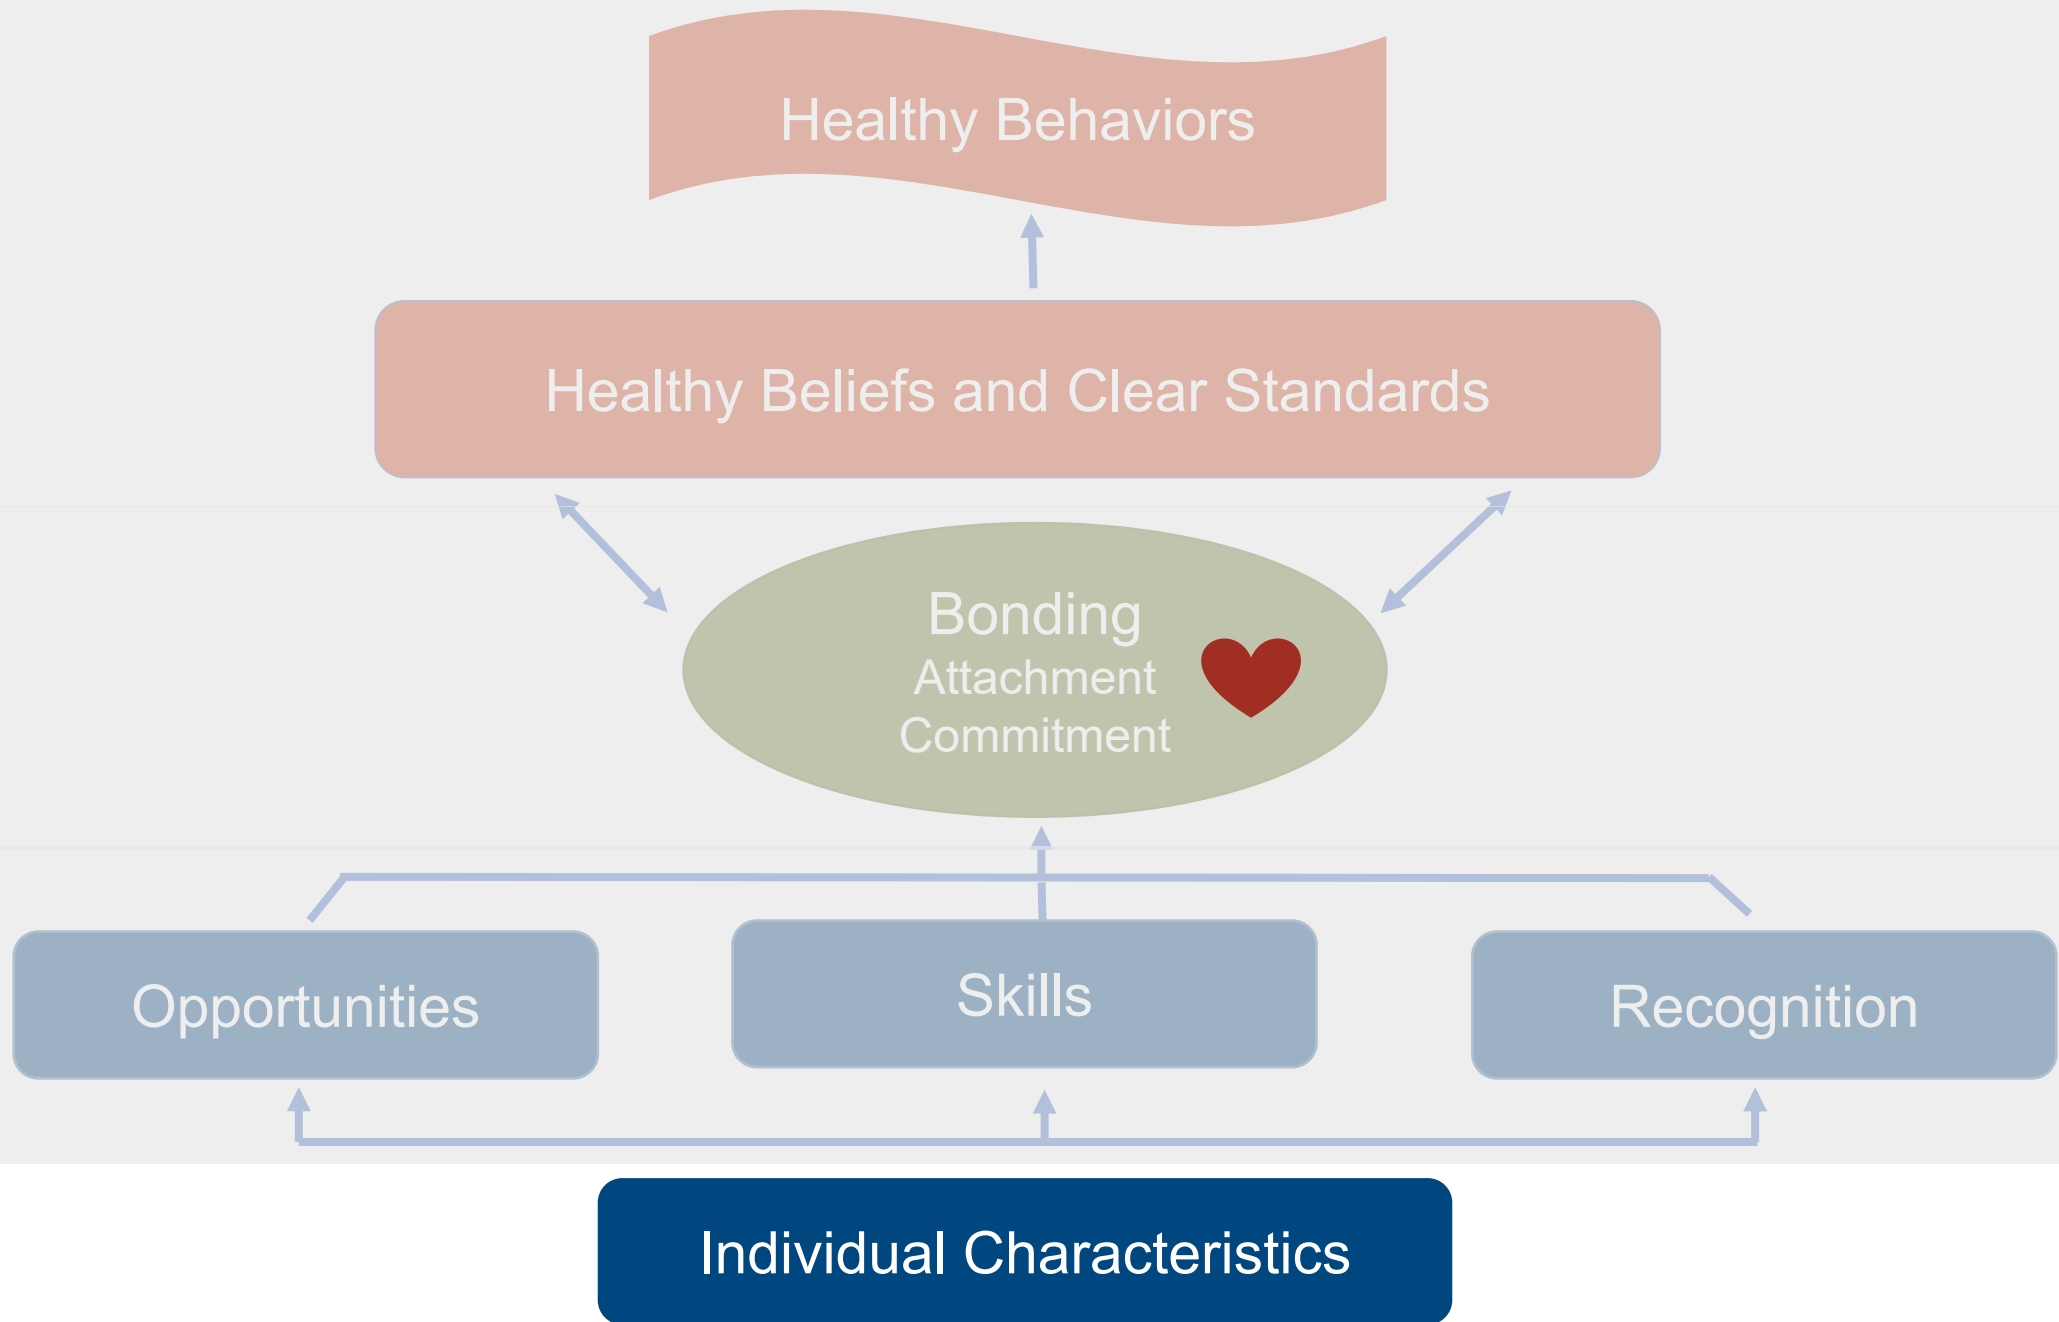 Healthy Behaviors
Healthy Beliefs and Clear Standards
Bonding
Attachment
Commitment
Opportunities
Skills
Recognition
Individual Characteristics